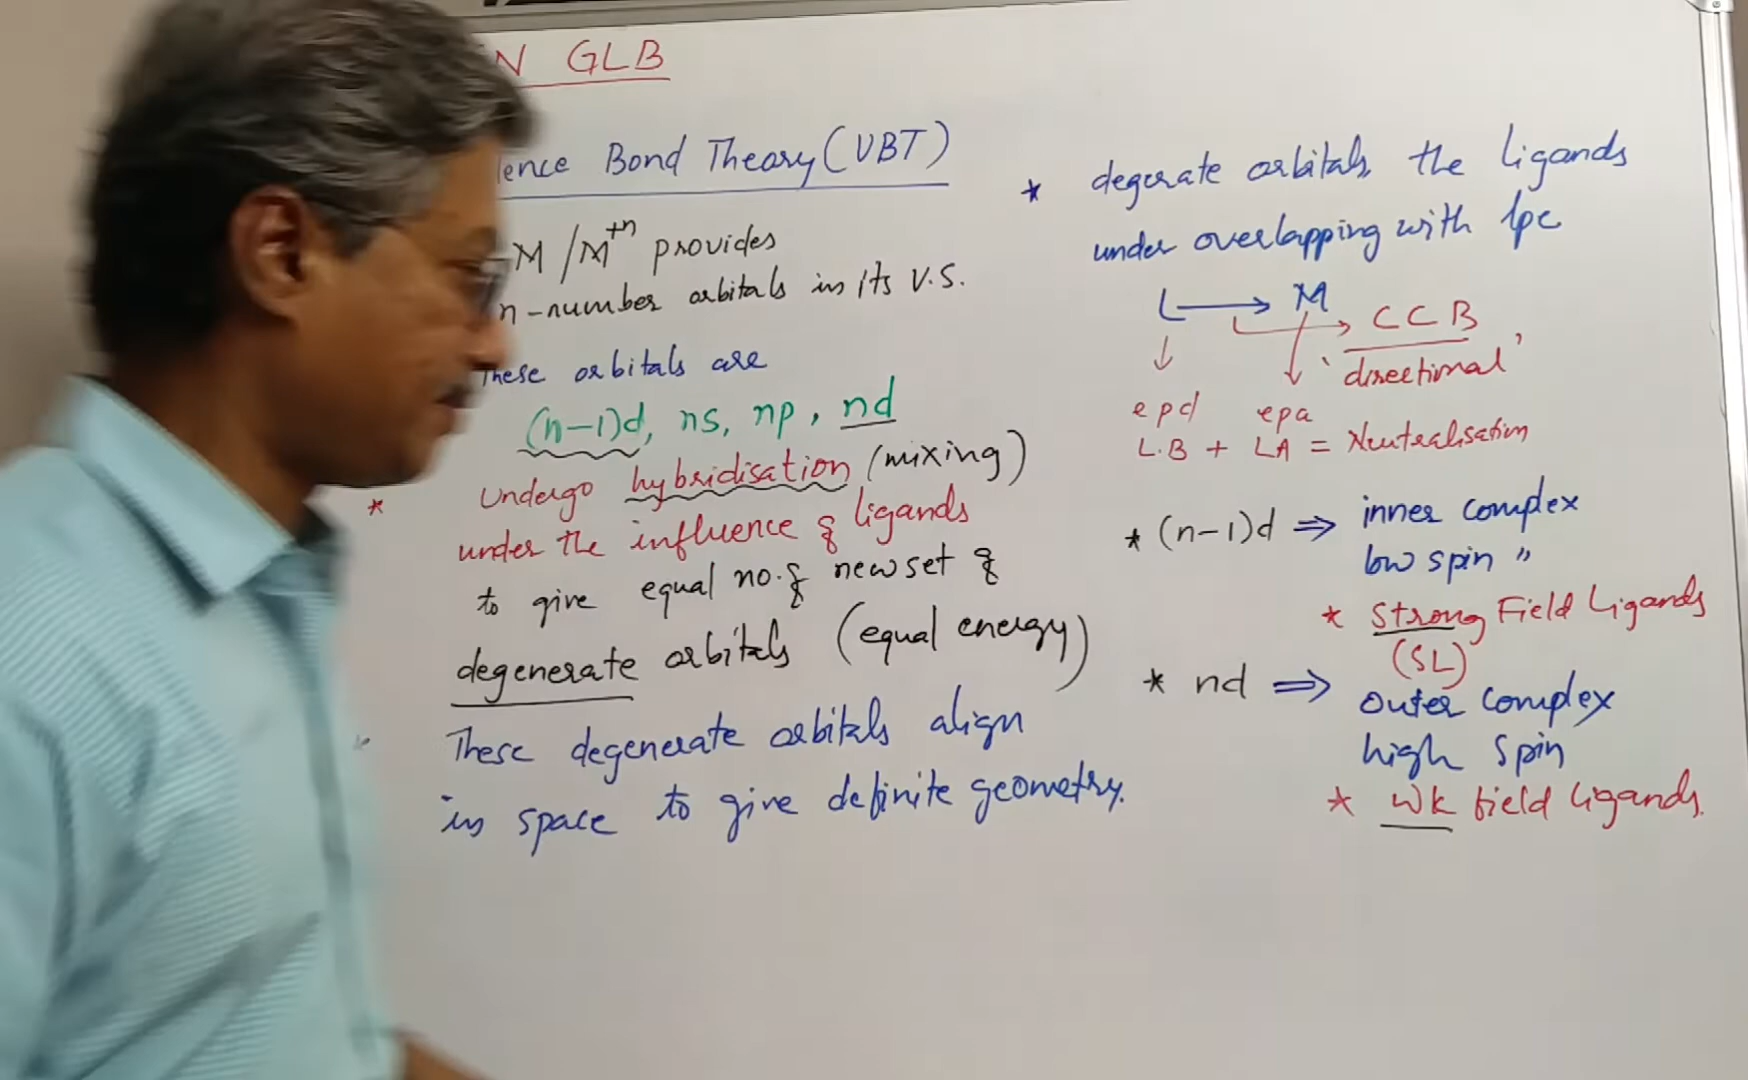 N GLB
lence Bond Theory (VBT)
M/M+n provides
n-number orbitals in its V.S.
These orbitals are
(n-1)d, ns, np, nd
* Undergo hybridisation (mixing)
under the influence of ligands
to give equal no. of new set of
degenerate orbitals (equal energy)
These degenerate orbitals align
in space to give definite geometry.
* degerate orbitals, the ligands
under overlapping with lpe
L → M
→ CCB
'directional'
epd epa
L.B + LA = Neutralisation
* (n-1)d ⇒ inner complex
low spin "
* Strong Field Ligands
(SL)
* nd ⇒ outer complex
high spin
* wk field ligands.